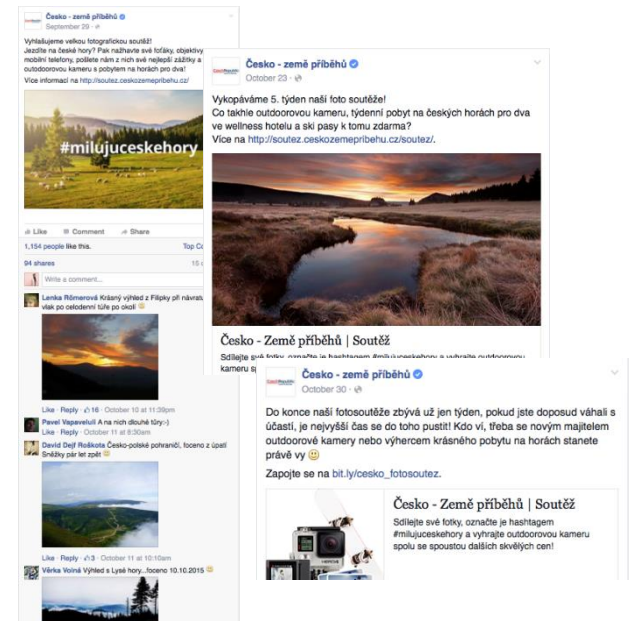 Česko - země příběhů
September 29
Vyhlašujeme velkou fotografickou soutěž!
Jezdíte na české hory? Pak nažhavte své foťáky, objektivy,
mobilní telefony, pošlete nám z nich své nejlepší zážitky a
outdoorovou kameru s pobytem na horách pro dva!
Více informací na http://soutez.ceskozemepribehu.cz/
#milujuceskehory
Like Comment Share
1,154 people like this.
Top Co
94 shares
Write a comment...
Lenka Römerová Krásný výhled z Filipky při návratu
vlak po celodenní túře po okolí
Like · Reply · 16 · October 10 at 11:39pm
Pavel Vapaveluli A na nich dlouhé tůry:-)
Like · Reply · October 11 at 8:30am
David Dejf Roškota Česko-polské pohraničí, foceno z úpatí
Sněžky pár let zpět
Like · Reply · 3 · October 11 at 10:10am
Věrka Volná Výhled s Lysé hory...foceno 10.10.2015
Česko - země příběhů
October 23
Vykopáváme 5. týden naší foto soutěže!
Co takhle outdoorovou kameru, týdenní pobyt na českých horách pro dva
ve wellness hotelu a ski pasy k tomu zdarma?
Více na http://soutez.ceskozemepribehu.cz/soutez/.
Česko - Země příběhů | Soutěž
Sdílejte své fotky, označte je hashtagem #milujuceskehory a vyhrajte outdoorovou
kameru
Česko - země příběhů
October 30
Do konce naší fotosoutěže zbývá už jen týden, pokud jste doposud váhali s
účastí, je nejvyšší čas se do toho pustit! Kdo ví, třeba se novým majitelem
outdoorové kamery nebo výhercem krásného pobytu na horách stanete
právě vy
Zapojte se na bit.ly/cesko_fotosoutez.
Česko - Země příběhů | Soutěž
Sdílejte své fotky, označte je hashtagem
#milujuceskehory a vyhrajte outdoorovou kameru
spolu se spoustou dalších skvělých cen!